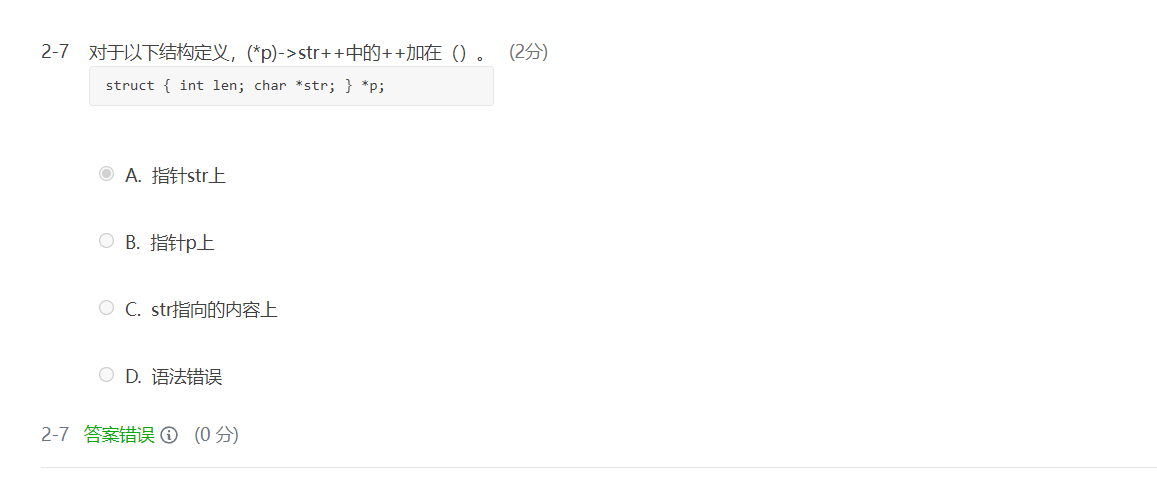 2-7 对于以下结构定义，(*p)->str++中的++加在（）。 (2分)
struct { int len; char *str; } *p;
A. 指针str上
B. 指针p上
C. str指向的内容上
D. 语法错误
2-7 答案错误 (0 分)